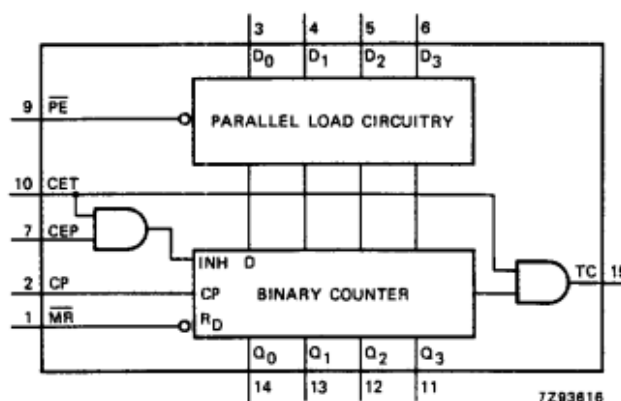 3 4 5 6
D0 D1 D2 D3
9 PE
PARALLEL LOAD CIRCUITRY
10 CET
7 CEP
INH D
TC 15
2 CP
CP BINARY COUNTER
1 MR
RD
Q0 Q1 Q2 Q3
14 13 12 11
7Z93616